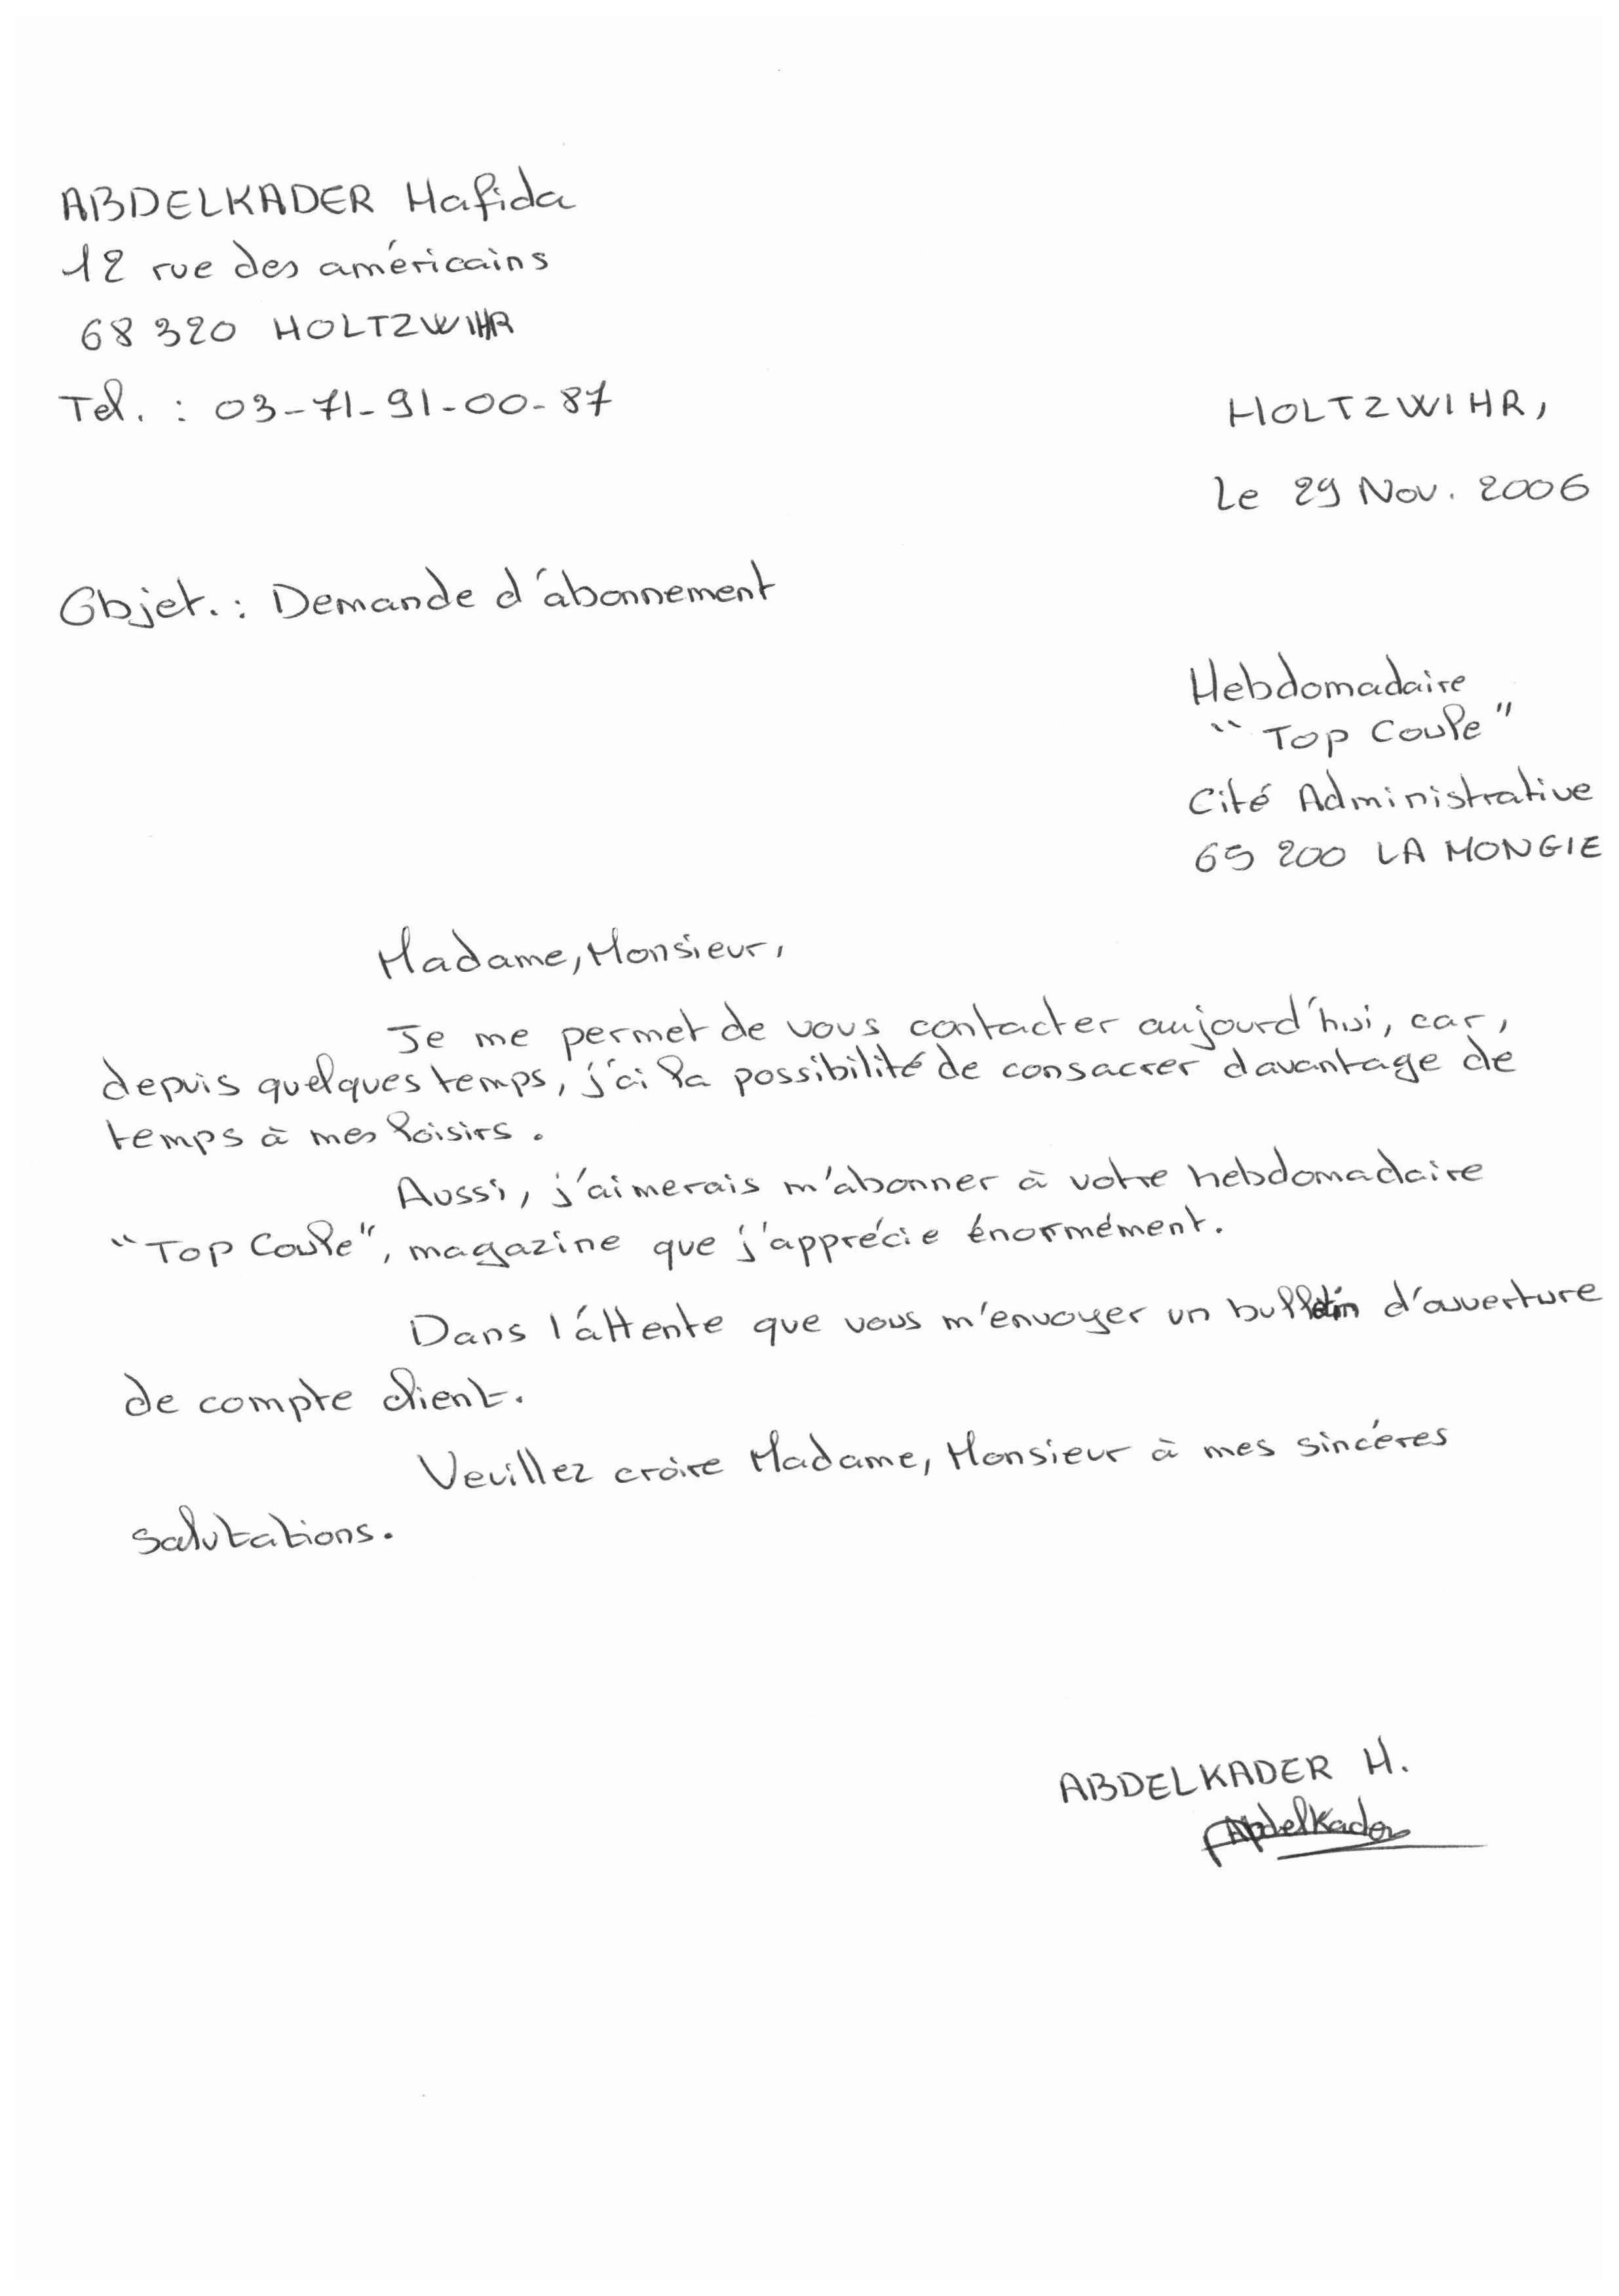 ABDELKADER Hafida
12 rue des américains
68 320 HOLTZWIHR
Tel. : 03-71-91-00-87
HOLTZWIHR,
Le 29 Nov. 2006
Objet. : Demande d'abonnement
Hebdomadaire
"Top Coupe"
Cité Administrative
65 200 LA MONGIE
Madame, Monsieur,
Je me permet de vous contacter aujourd'hui, car,
depuis quelques temps, j'ai la possibilité de consacrer davantage de
temps à mes loisirs.
Aussi, j'aimerais m'abonner à votre hebdomadaire
"Top Coupe", magazine que j'apprécie énormément.
Dans l'attente que vous m'envoyer un bulletin d'ouverture
de compte client.
Veuillez croire Madame, Monsieur à mes sincères
salutations.
ABDELKADER H.
Abdelkader